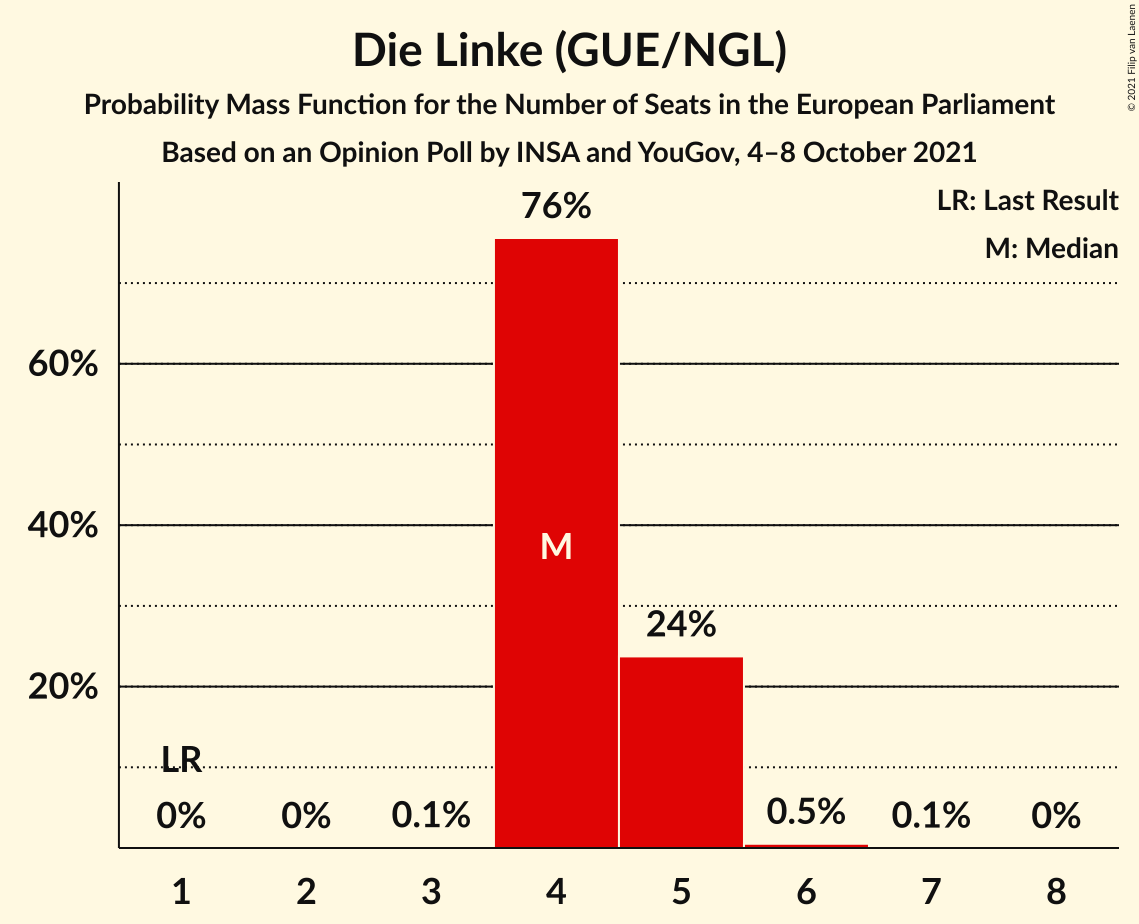 Die Linke (GUE/NGL)
Probability Mass Function for the Number of Seats in the European Parliament
Based on an Opinion Poll by INSA and YouGov, 4–8 October 2021
© 2021 Filip van Laenen
LR: Last Result
M: Median
76%
60%
40%
M
24%
20%
LR
0%
0%
0.1%
0.5%
0.1%
0%
1 2 3 4 5 6 7 8